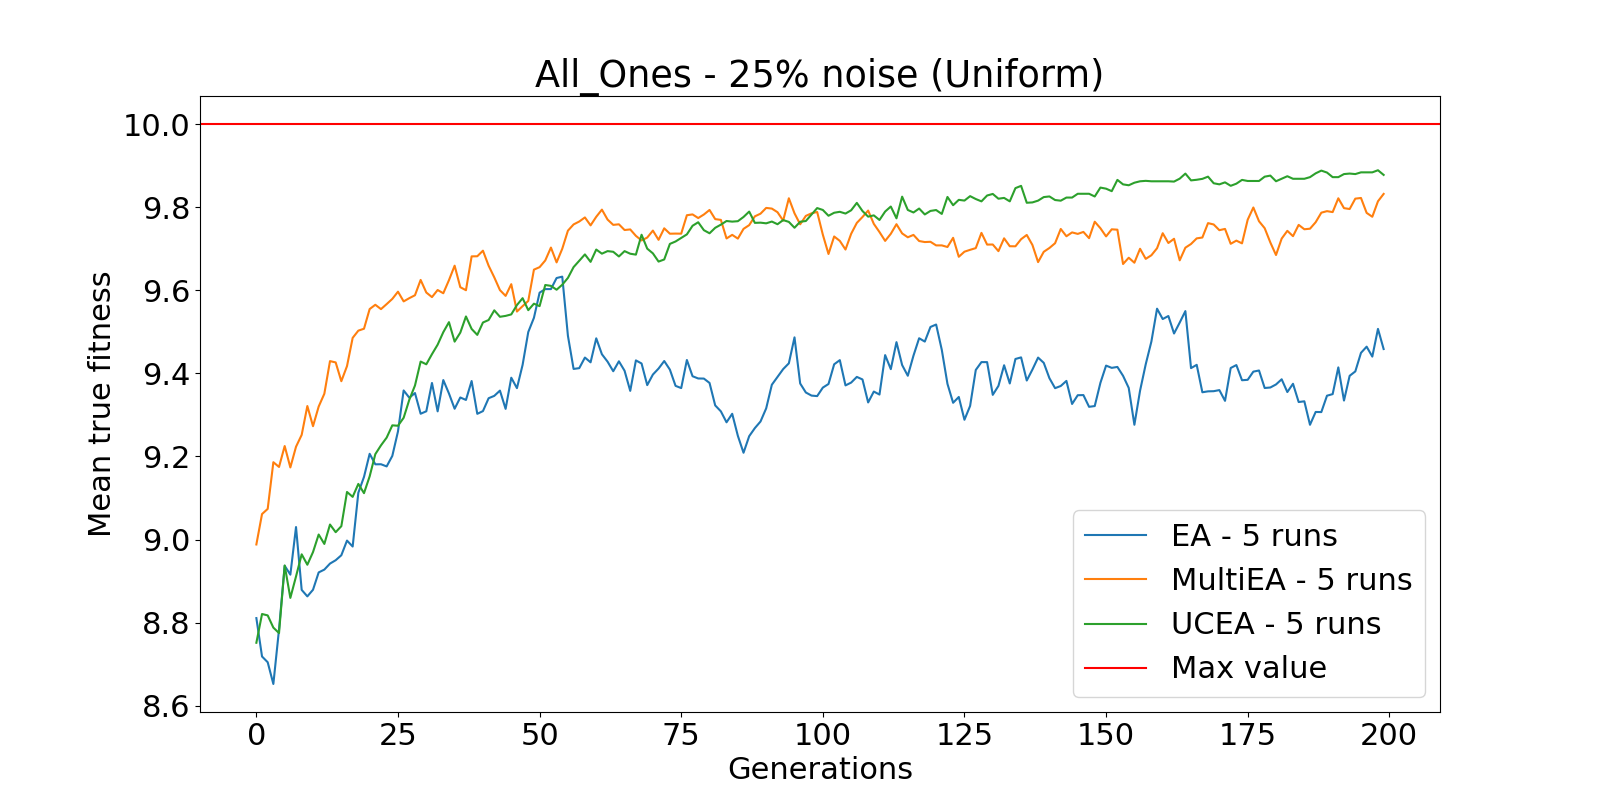 All_Ones - 25% noise (Uniform)
Mean true fitness
10.0
9.8
9.6
9.4
9.2
9.0
8.8
8.6
EA - 5 runs
MultiEA - 5 runs
UCEA - 5 runs
Max value
0 25 50 75 100 125 150 175 200
Generations